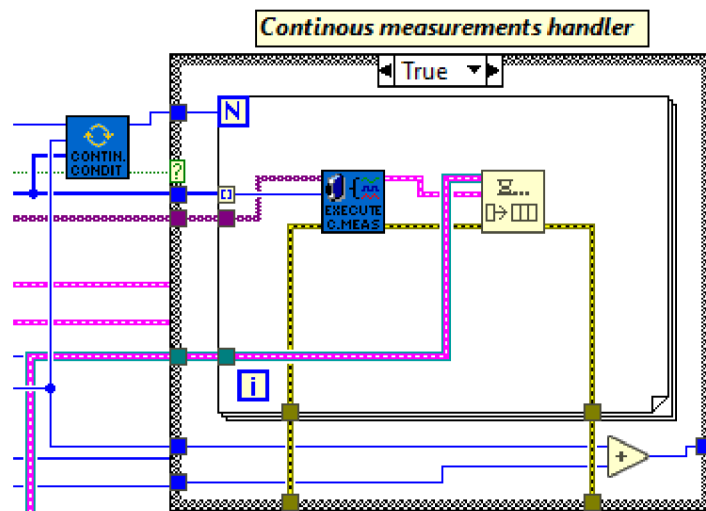 Continous measurements handler
True
N
CONTIN.
CONDIT
?
[]
EXECUTE
C.MEAS
...
i
+